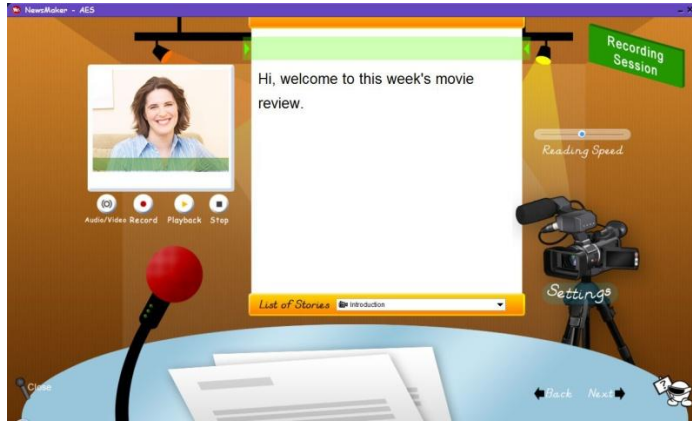 NewsMaker - AES
Recording
Session
Hi, welcome to this week's movie
review.
Reading Speed
Audio/Video Record Playback Stop
Settings
List of Stories Introduction
Close
Back Next
?